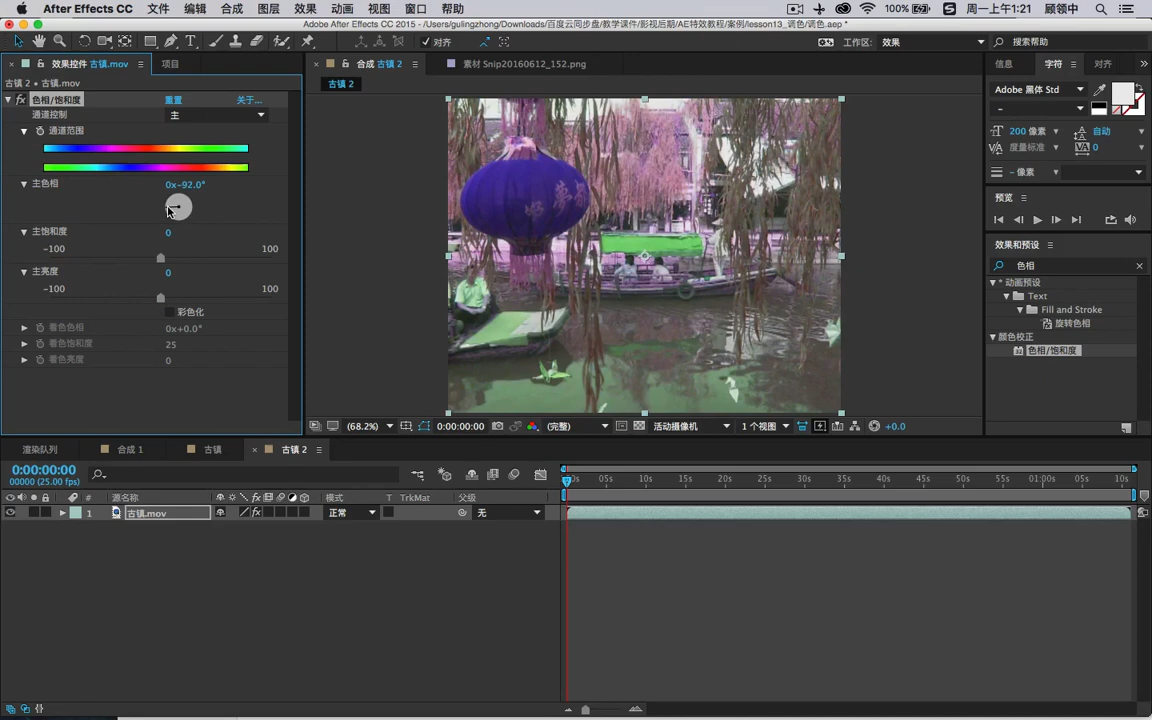 After Effects CC 文件 编辑 合成 图层 效果 动画 视图 窗口 帮助 100% 周一上午1:21 顾领中
Adobe After Effects CC 2015 - /Users/gulingzhong/Downloads/百度云同步盘/教学课件/影视后期/AE特效教程/案例/lesson13_调色/调色.aep *
对齐 工作区: 效果 搜索帮助
效果控件 古镇.mov 项目
合成 古镇 2 素材 Snip20160612_152.png
信息 字符 对齐
古镇 2 • 古镇.mov
古镇 2
色相/饱和度 重置 关于...
通道控制 主
通道范围
主色相 0x-92.0°
主饱和度 0
-100 100
主亮度 0
-100 100
彩色化
着色色相 0x+0.0°
着色饱和度 25
着色亮度 0
夢鄉
好
Adobe 黑体 Std
-
200 像素 自动
度量标准 0
- 像素
预览
效果和预设
色相
* 动画预设
Text
Fill and Stroke
旋转色相
颜色校正
色相/饱和度
(68.2%) 0:00:00:00 (完整) 活动摄像机 1 个视图 +0.0
渲染队列 合成 1 古镇 古镇 2
0:00:00:00
00000 (25.00 fps)
0s 05s 10s 15s 20s 25s 30s 35s 40s 45s 50s 55s 01:00s 05s 10s
# 源名称 模式 T TrkMat 父级
1 古镇.mov 正常 无